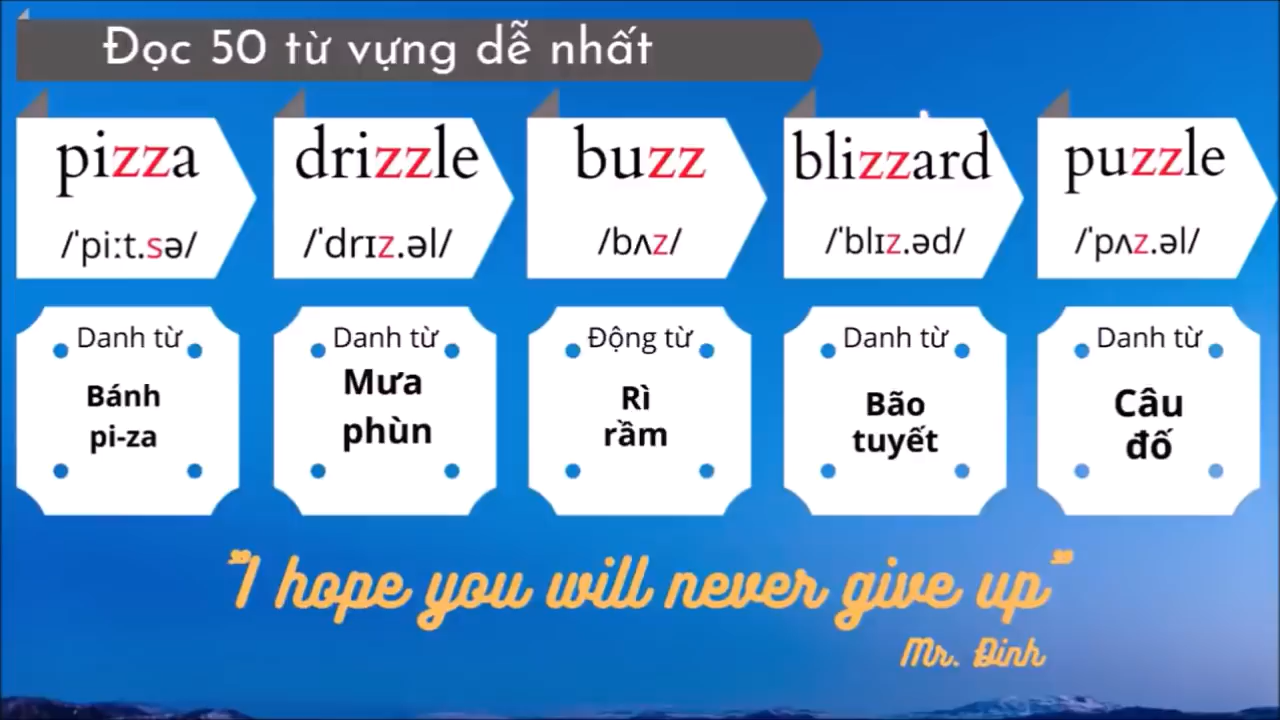 Đọc 50 từ vựng dễ nhất
pizza
/ˈpiːt.sə/
drizzle
/ˈdrɪz.əl/
buzz
/bʌz/
blizzard
/ˈblɪz.əd/
puzzle
/ˈpʌz.əl/
Danh từ
Bánh
pi-za
Danh từ
Mưa
phùn
Động từ
Rì
rầm
Danh từ
Bão
tuyết
Danh từ
Câu
đố
"I hope you will never give up"
Mr. Đinh